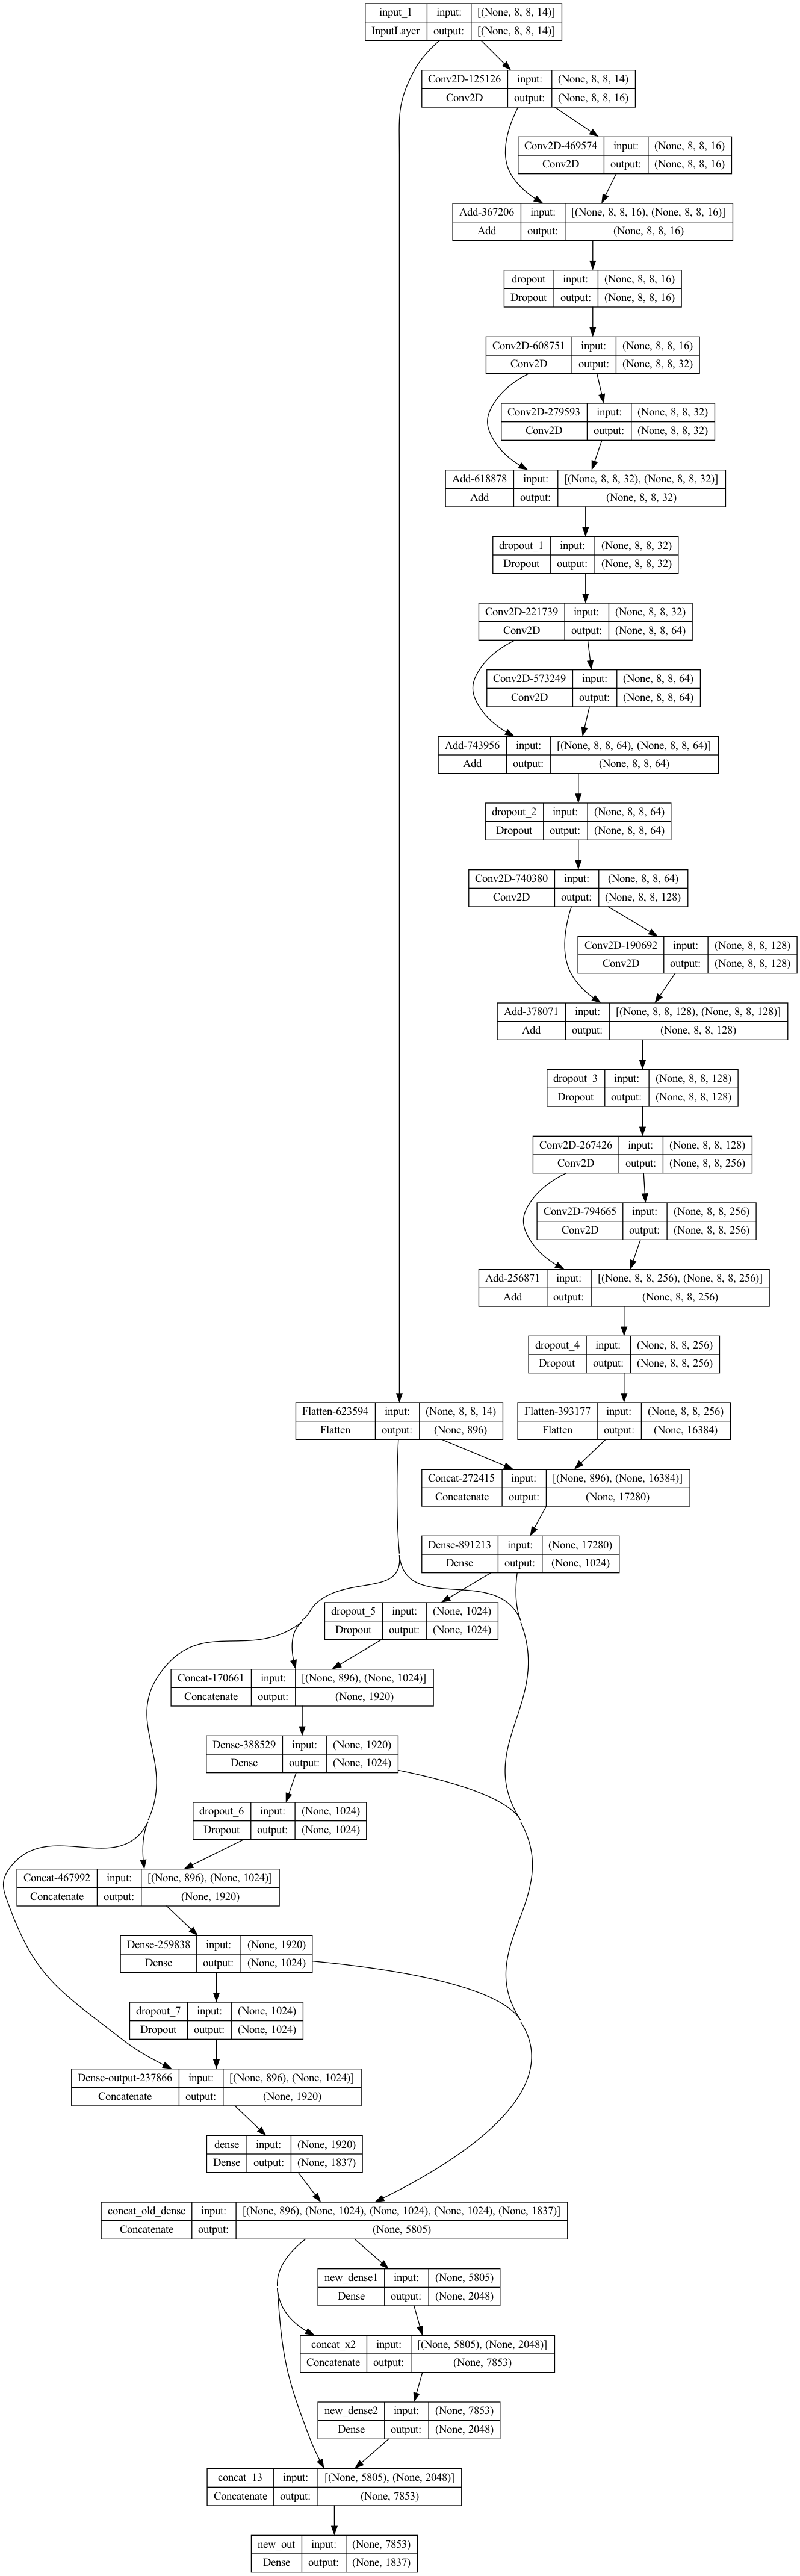 input_1 input: [(None, 8, 8, 14)]
InputLayer output: [(None, 8, 8, 14)]
Conv2D-125126 input: (None, 8, 8, 14)
Conv2D output: (None, 8, 8, 16)
Conv2D-469574 input: (None, 8, 8, 16)
Conv2D output: (None, 8, 8, 16)
Add-367206 input: [(None, 8, 8, 16), (None, 8, 8, 16)]
Add output: (None, 8, 8, 16)
dropout input: (None, 8, 8, 16)
Dropout output: (None, 8, 8, 16)
Conv2D-608751 input: (None, 8, 8, 16)
Conv2D output: (None, 8, 8, 32)
Conv2D-279593 input: (None, 8, 8, 32)
Conv2D output: (None, 8, 8, 32)
Add-618878 input: [(None, 8, 8, 32), (None, 8, 8, 32)]
Add output: (None, 8, 8, 32)
dropout_1 input: (None, 8, 8, 32)
Dropout output: (None, 8, 8, 32)
Conv2D-221739 input: (None, 8, 8, 32)
Conv2D output: (None, 8, 8, 64)
Conv2D-573249 input: (None, 8, 8, 64)
Conv2D output: (None, 8, 8, 64)
Add-743956 input: [(None, 8, 8, 64), (None, 8, 8, 64)]
Add output: (None, 8, 8, 64)
dropout_2 input: (None, 8, 8, 64)
Dropout output: (None, 8, 8, 64)
Conv2D-740380 input: (None, 8, 8, 64)
Conv2D output: (None, 8, 8, 128)
Conv2D-190692 input: (None, 8, 8, 128)
Conv2D output: (None, 8, 8, 128)
Add-378071 input: [(None, 8, 8, 128), (None, 8, 8, 128)]
Add output: (None, 8, 8, 128)
dropout_3 input: (None, 8, 8, 128)
Dropout output: (None, 8, 8, 128)
Conv2D-267426 input: (None, 8, 8, 128)
Conv2D output: (None, 8, 8, 256)
Conv2D-794665 input: (None, 8, 8, 256)
Conv2D output: (None, 8, 8, 256)
Add-256871 input: [(None, 8, 8, 256), (None, 8, 8, 256)]
Add output: (None, 8, 8, 256)
dropout_4 input: (None, 8, 8, 256)
Dropout output: (None, 8, 8, 256)
Flatten-623594 input: (None, 8, 8, 14)
Flatten output: (None, 896)
Flatten-393177 input: (None, 8, 8, 256)
Flatten output: (None, 16384)
Concat-272415 input: [(None, 896), (None, 16384)]
Concatenate output: (None, 17280)
Dense-891213 input: (None, 17280)
Dense output: (None, 1024)
dropout_5 input: (None, 1024)
Dropout output: (None, 1024)
Concat-170661 input: [(None, 896), (None, 1024)]
Concatenate output: (None, 1920)
Dense-388529 input: (None, 1920)
Dense output: (None, 1024)
dropout_6 input: (None, 1024)
Dropout output: (None, 1024)
Concat-467992 input: [(None, 896), (None, 1024)]
Concatenate output: (None, 1920)
Dense-259838 input: (None, 1920)
Dense output: (None, 1024)
dropout_7 input: (None, 1024)
Dropout output: (None, 1024)
Dense-output-237866 input: [(None, 896), (None, 1024)]
Concatenate output: (None, 1920)
dense input: (None, 1920)
Dense output: (None, 1837)
concat_old_dense input: [(None, 896), (None, 1024), (None, 1024), (None, 1024), (None, 1837)]
Concatenate output: (None, 5805)
new_dense1 input: (None, 5805)
Dense output: (None, 2048)
concat_x2 input: [(None, 5805), (None, 2048)]
Concatenate output: (None, 7853)
new_dense2 input: (None, 7853)
Dense output: (None, 2048)
concat_13 input: [(None, 5805), (None, 2048)]
Concatenate output: (None, 7853)
new_out input: (None, 7853)
Dense output: (None, 1837)